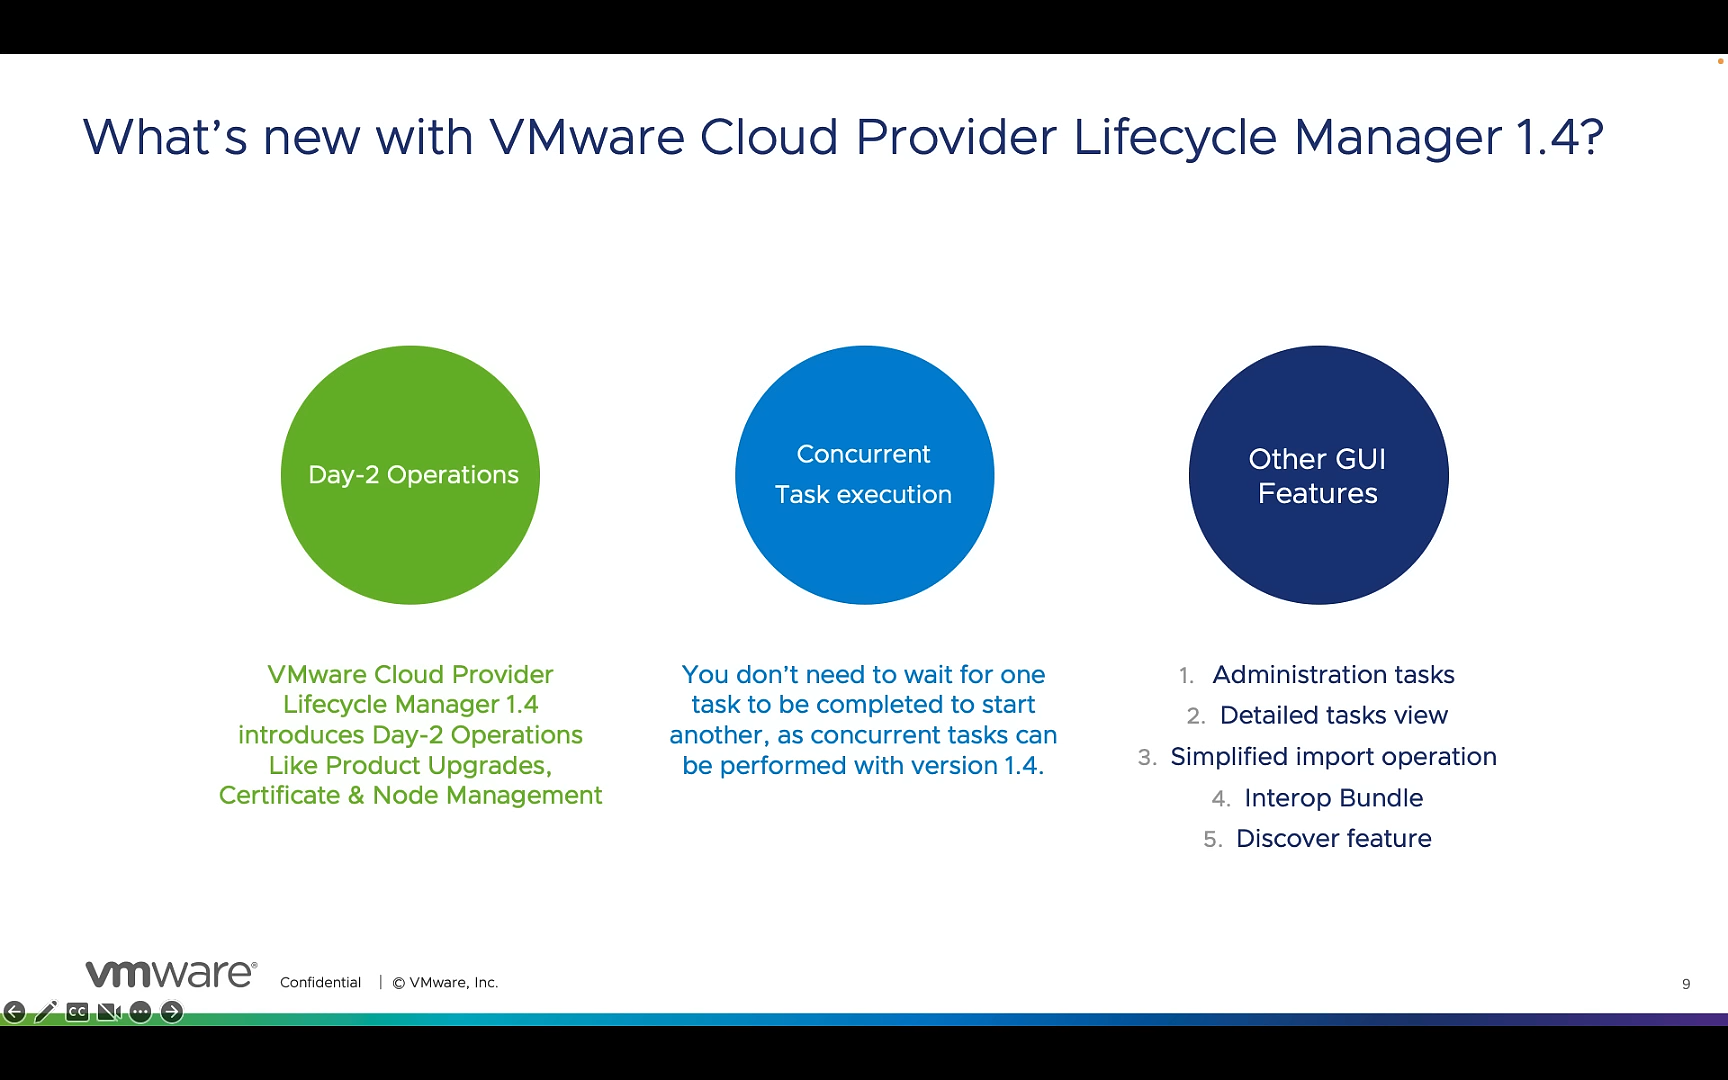 What’s new with VMware Cloud Provider Lifecycle Manager 1.4?
Day-2 Operations
VMware Cloud Provider
Lifecycle Manager 1.4
introduces Day-2 Operations
Like Product Upgrades,
Certificate & Node Management
Concurrent
Task execution
You don’t need to wait for one
task to be completed to start
another, as concurrent tasks can
be performed with version 1.4.
Other GUI
Features
1. Administration tasks
2. Detailed tasks view
3. Simplified import operation
4. Interop Bundle
5. Discover feature
vmware®
Confidential | © VMware, Inc.
9
CC